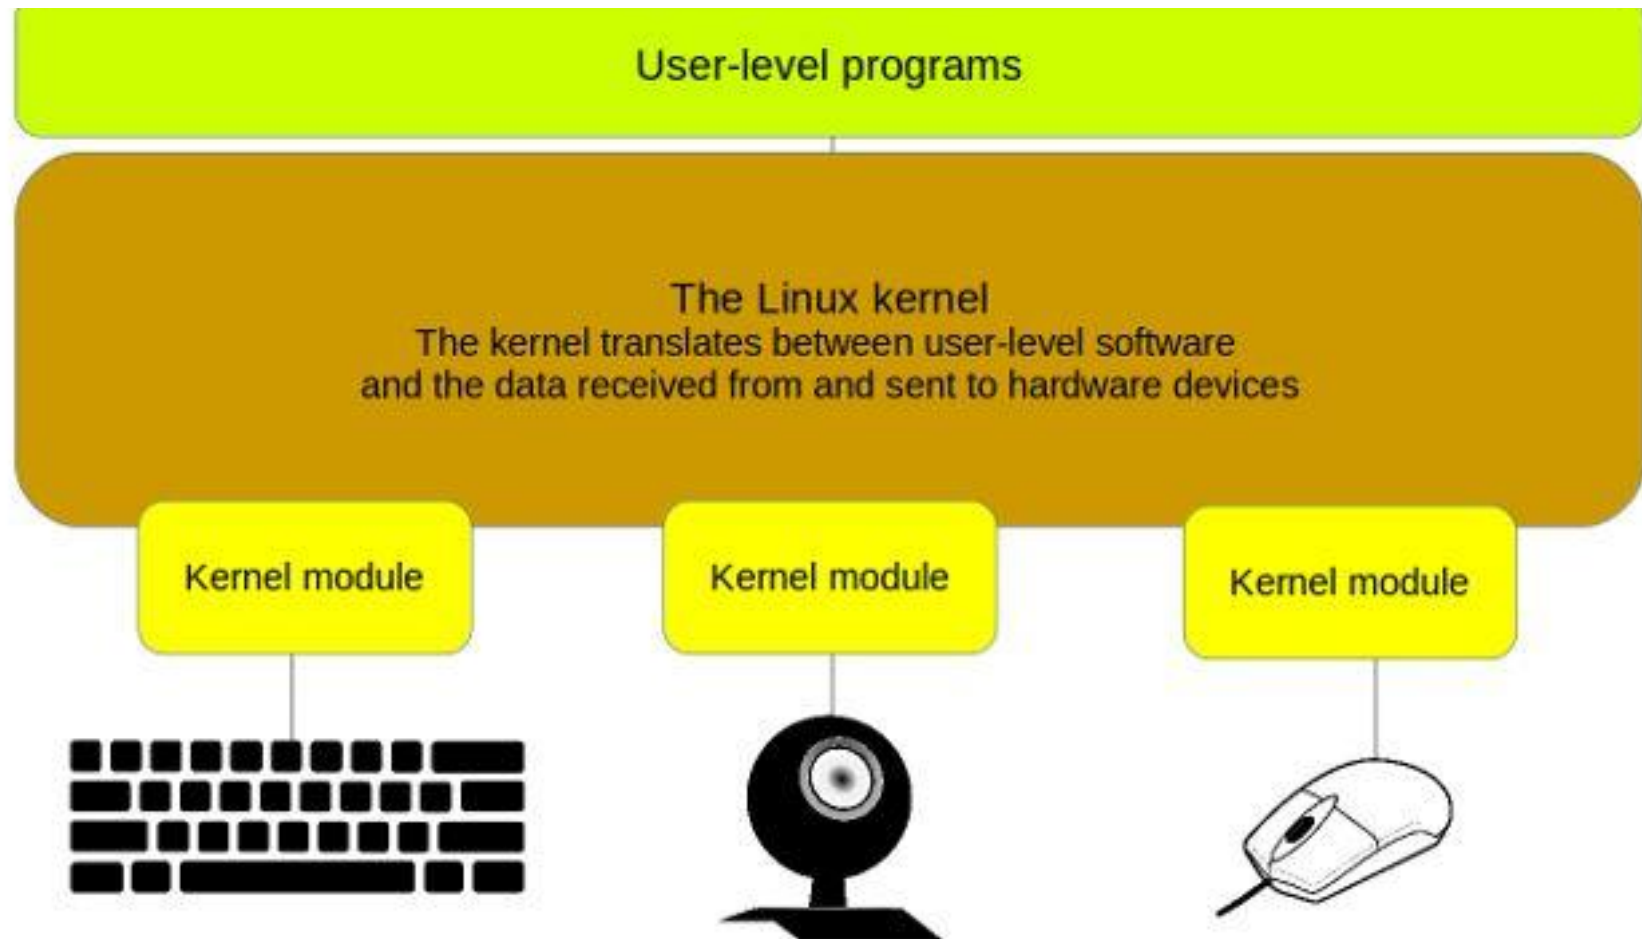 User-level programs
The Linux kernel
The kernel translates between user-level software
and the data received from and sent to hardware devices
Kernel module
Kernel module
Kernel module